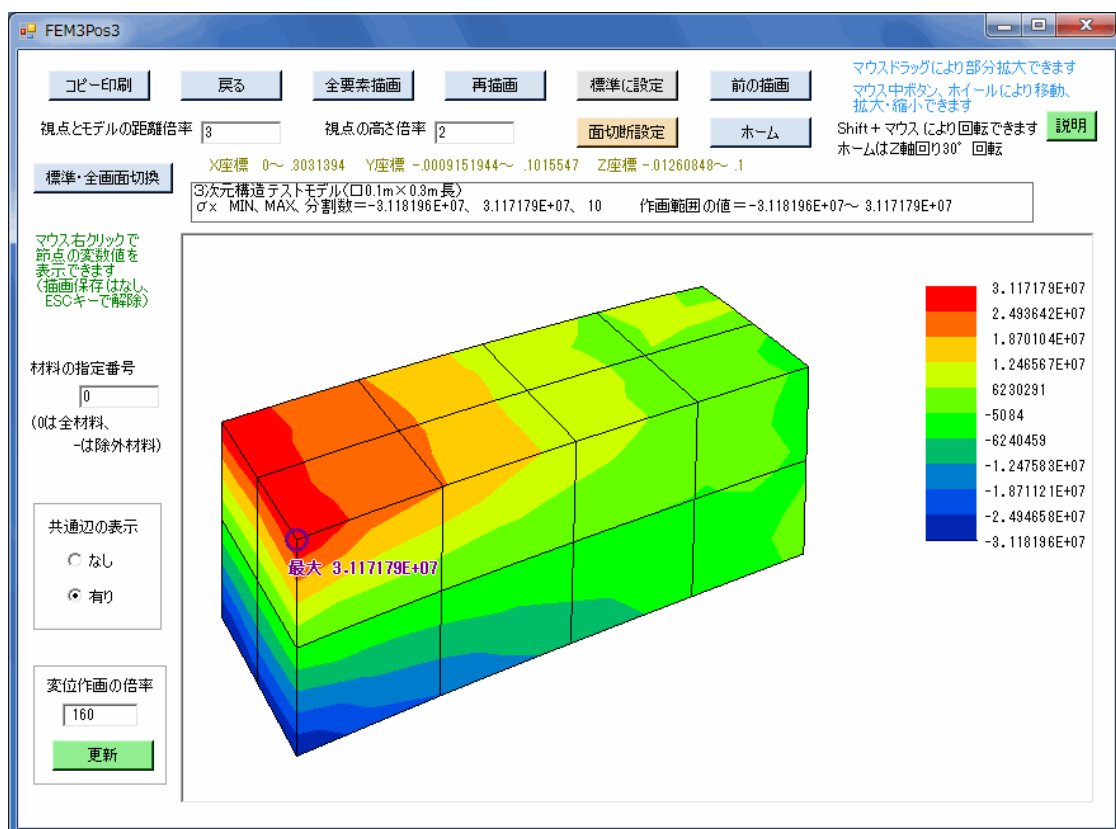 FEM3Pos3
コピー印刷
戻る
全要素描画
再描画
標準に設定
前の描画
マウスドラッグにより部分拡大できます
マウス中ボタン、ホイールにより移動、
拡大・縮小できます
視点とモデルの距離倍率 3
視点の高さ倍率 2
面切断設定
ホーム
Shift+マウスにより回転できます
ホームはZ軸回り30° 回転
説明
標準・全画面切換
X座標 0～ .3031394 Y座標 -.0009151944～ .1015547 Z座標 -.01260848～ .1
3次元構造テストモデル(口0.1m×0.3m長)
σx MIN、MAX、分割数=-3.118196E+07、 3.117179E+07、 10 作画範囲の値=-3.118196E+07～ 3.117179E+07
マウス右クリックで
節点の変数値を
表示できます
(描画保存はなし、
ESCキーで解除)
材料の指定番号
0
(0は全材料、
-は除外材料)
共通辺の表示
なし
有り
変位作画の倍率
160
更新
最大 3.117179E+07
3.117179E+07
2.493642E+07
1.870104E+07
1.246567E+07
6230291
-5084
-6240459
-1.247583E+07
-1.871121E+07
-2.494658E+07
-3.118196E+07